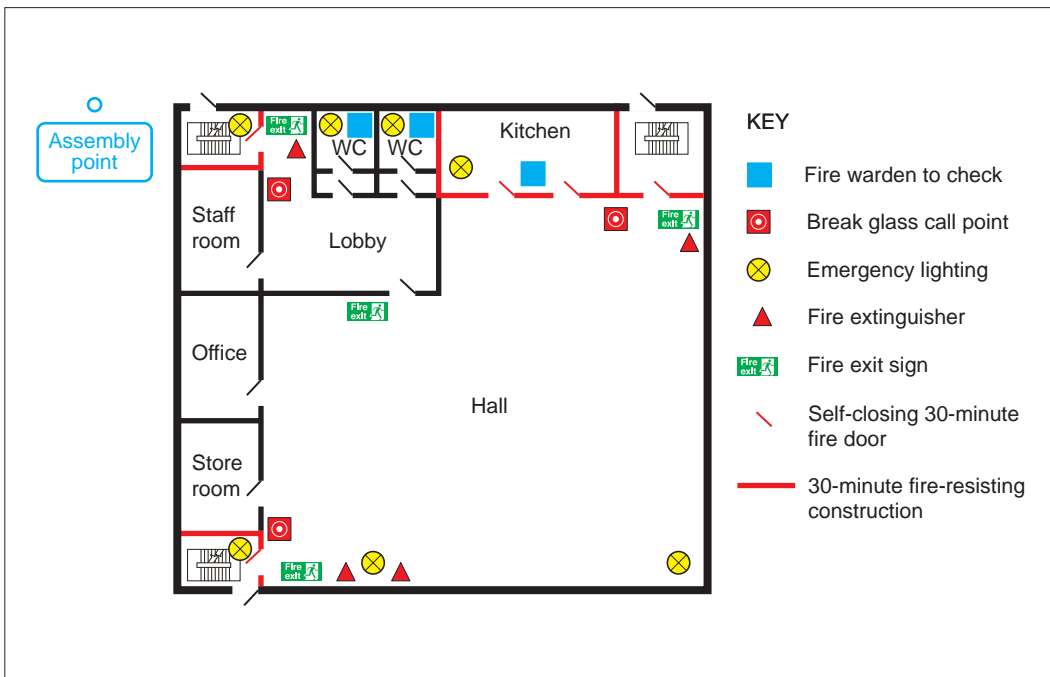 Assembly
point
Fire
exit
WC
WC
Kitchen
Staff
room
Lobby
Fire
exit
Fire
exit
Office
Hall
Store
room
Fire
exit
KEY
Fire warden to check
Break glass call point
Emergency lighting
Fire extinguisher
Fire
exit
Fire exit sign
Self-closing 30-minute
fire door
30-minute fire-resisting
construction